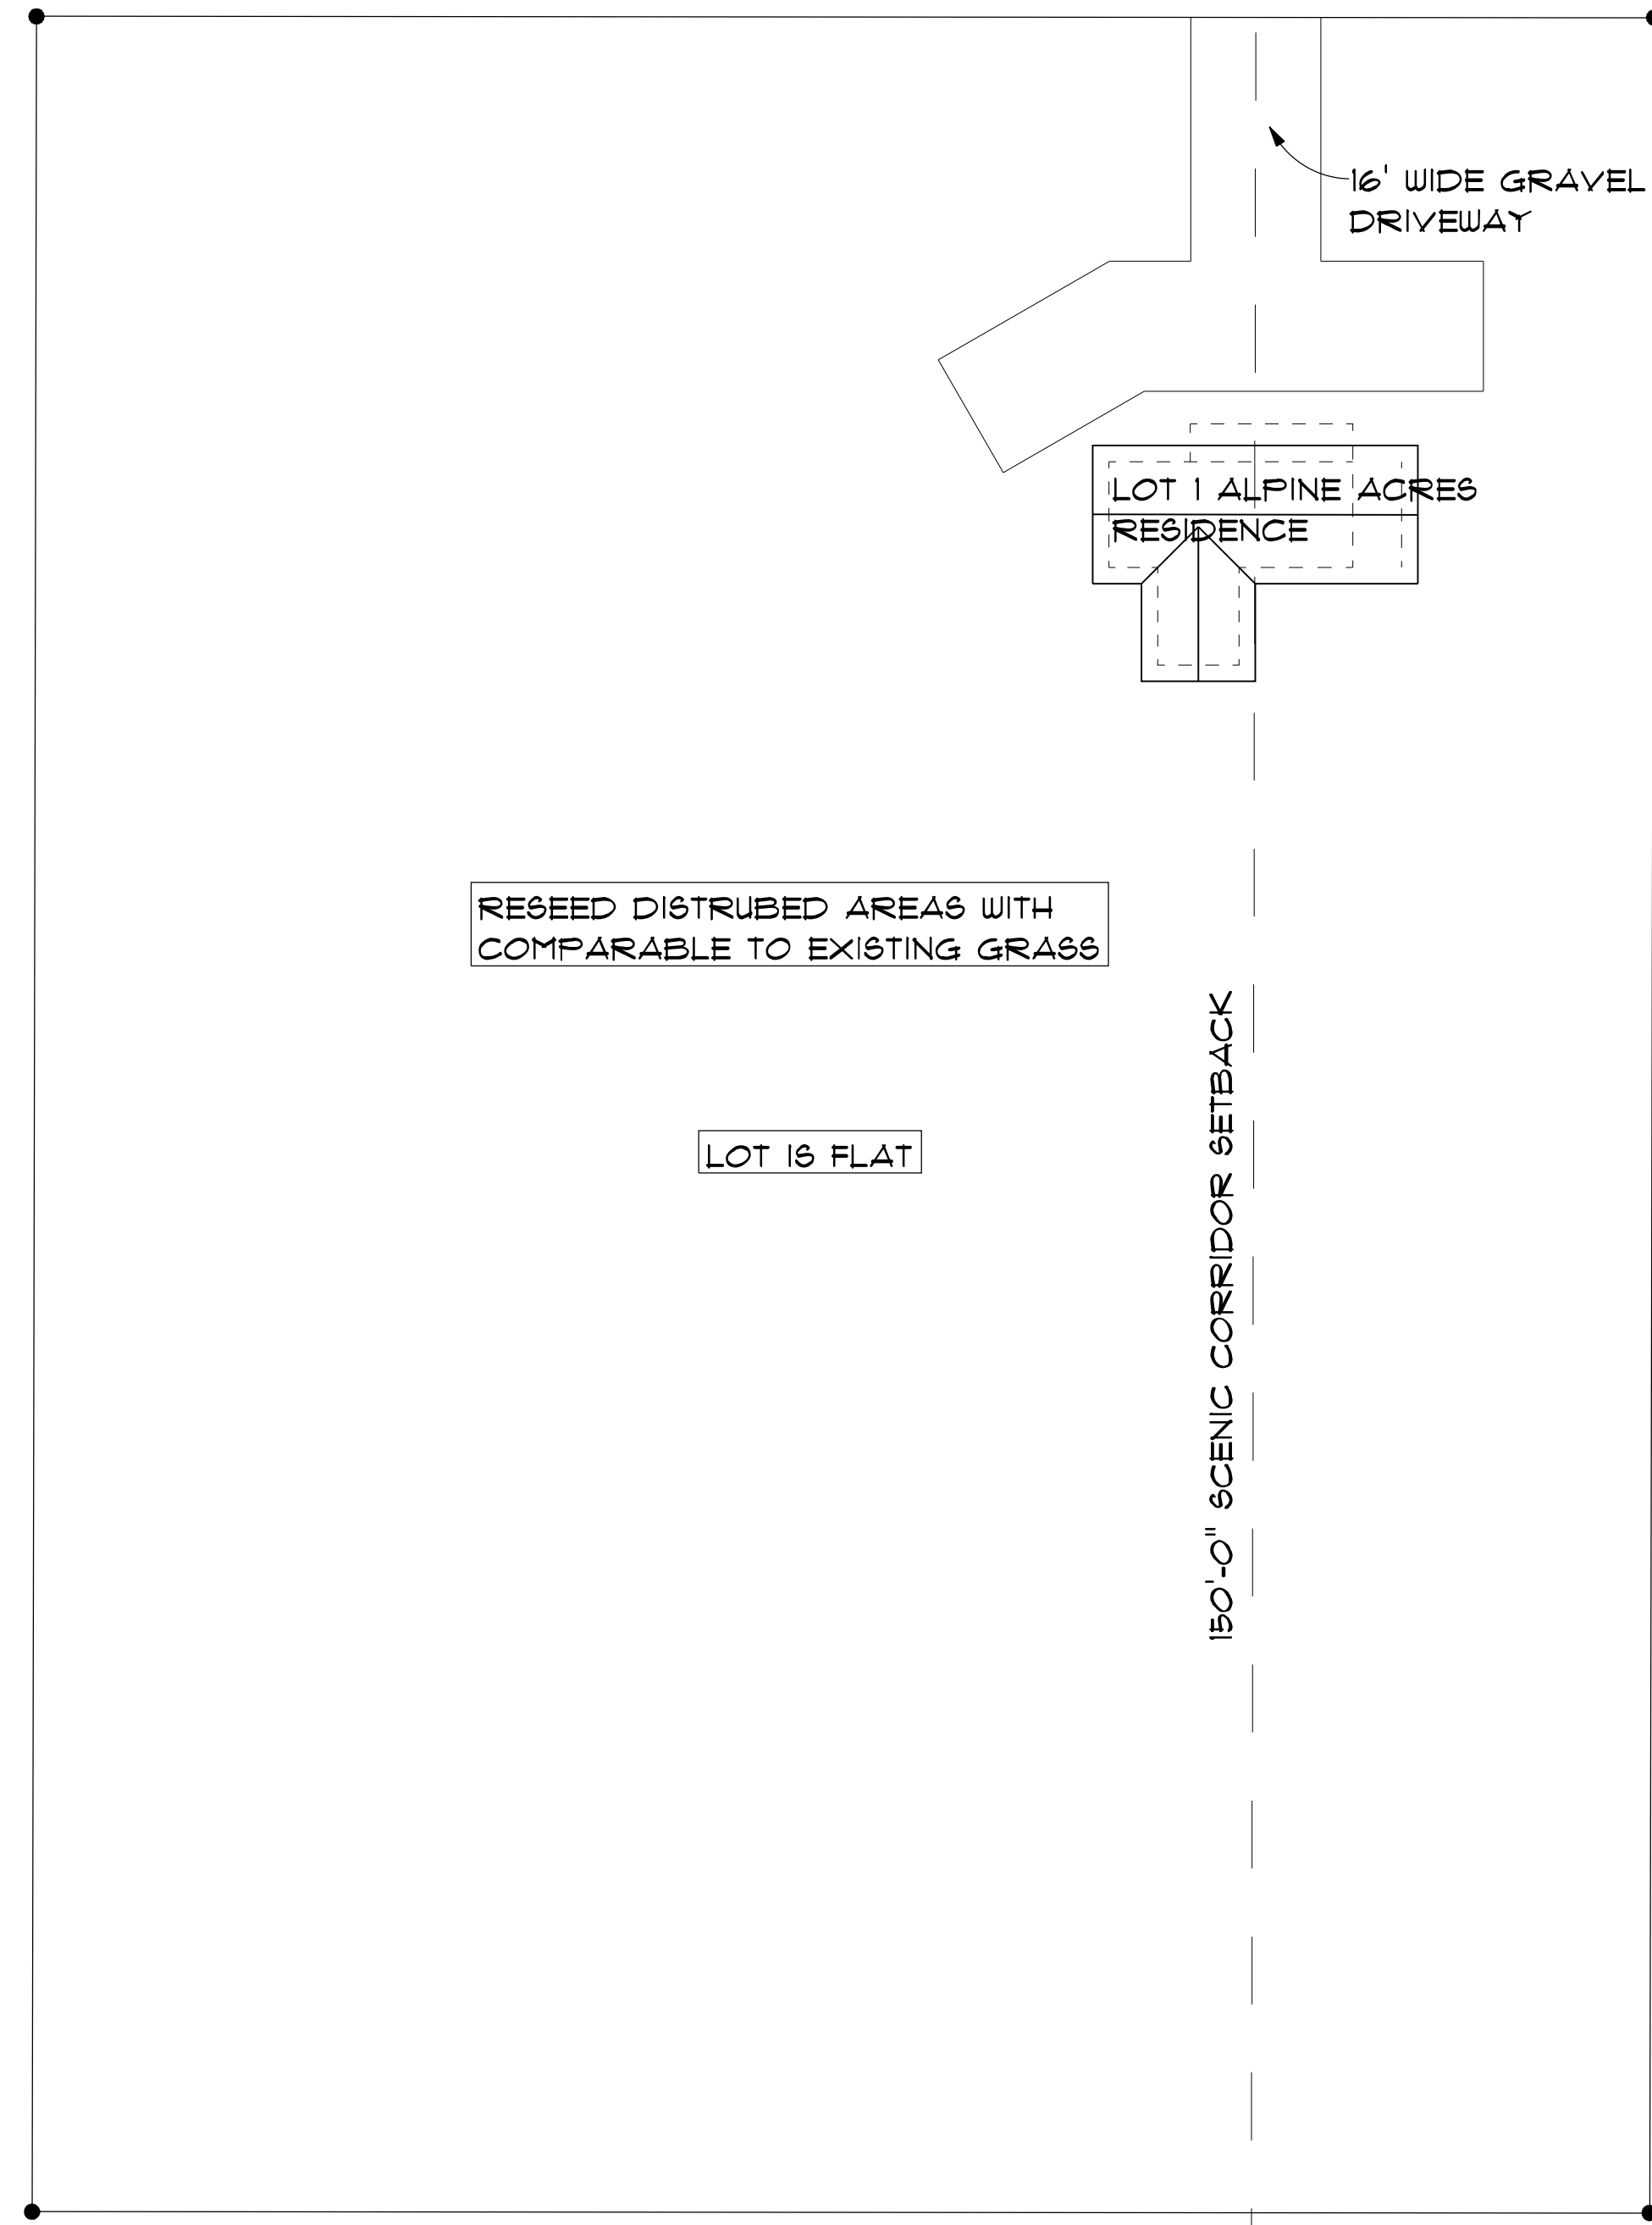 16' WIDE GRAVEL
DRIVEWAY
LOT 1 ALPINE ACRES
RESIDENCE
RESEED DISTRUBED AREAS WITH
COMPARABLE TO EXISTING GRASS
LOT IS FLAT
150'-0" SCENIC CORRIDOR SETBACK